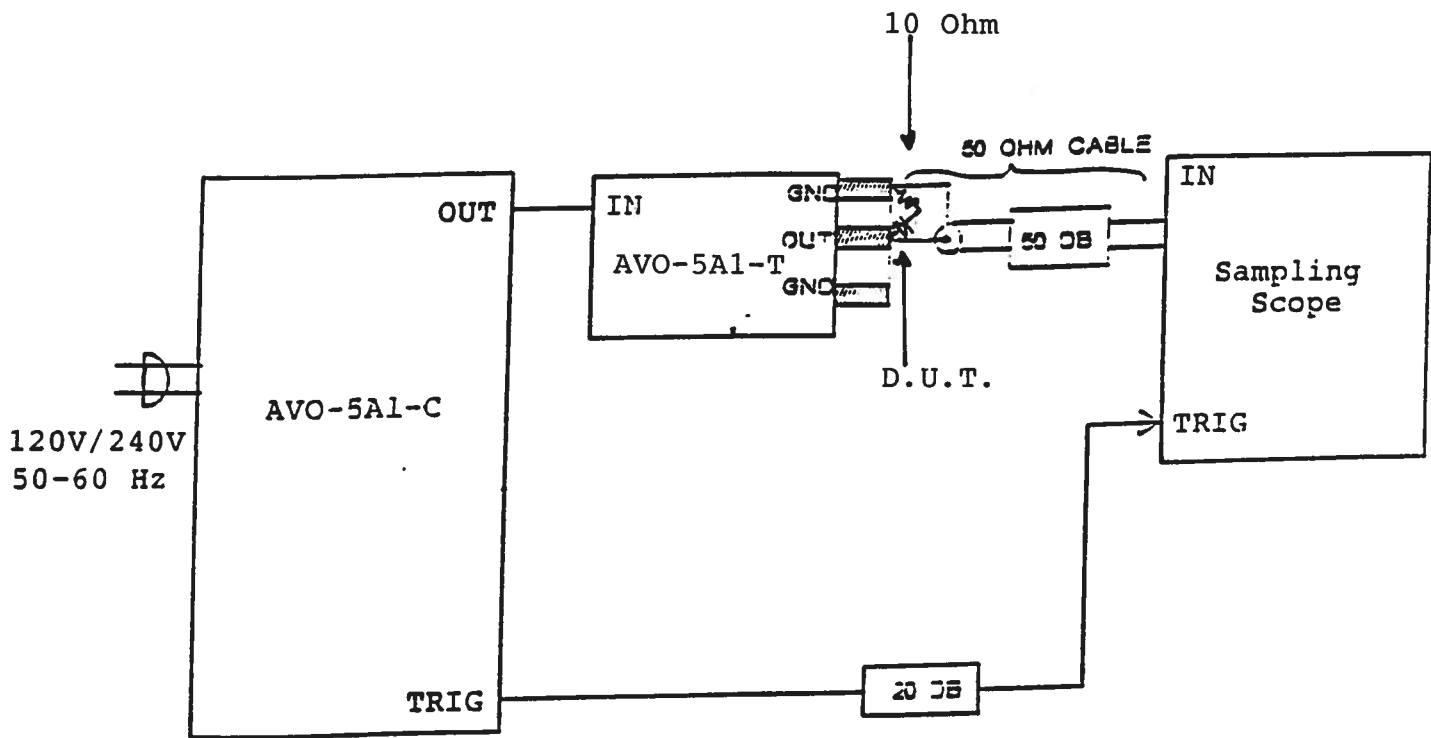 10 Ohm
50 OHM CABLE
IN
OUT
IN
GND
OUT
AVO-5A1-T
GND
50 DB
Sampling
Scope
D.U.T.
AVO-5A1-C
TRIG
120V/240V
50-60 Hz
TRIG
20 DB